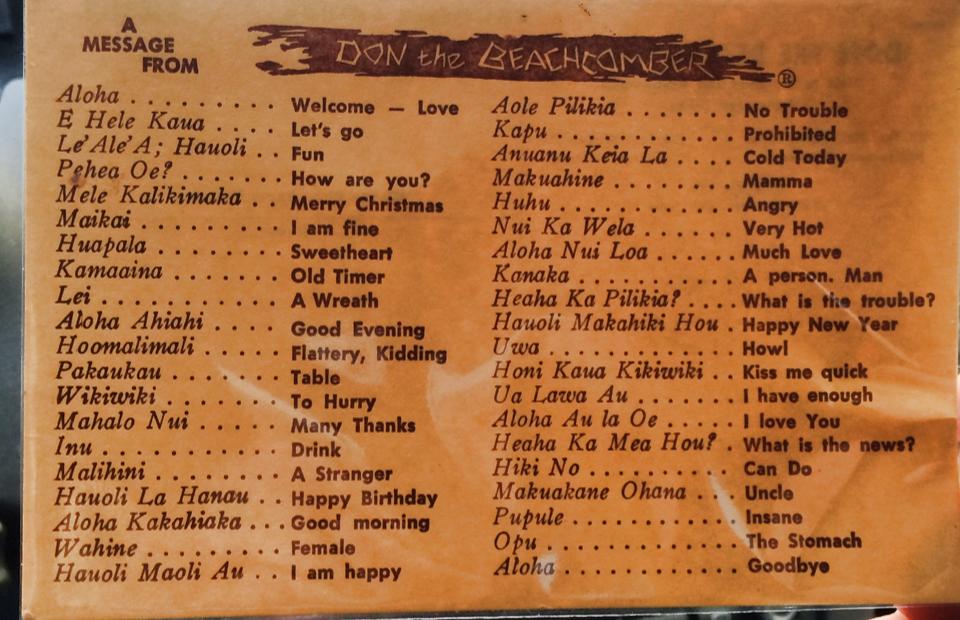 A
MESSAGE
FROM
DON the BEACHCOMBER®
Aloha . . . . . . . . . Welcome — Love
E Hele Kaua . . . . Let's go
Le'Ale'A; Hauoli . . Fun
Pehea Oe? . . . . . . . How are you?
Mele Kalikimaka . . Merry Christmas
Maikai . . . . . . . . . I am fine
Huapala . . . . . . . . Sweetheart
Kamaaina . . . . . . . Old Timer
Lei . . . . . . . . . . . A Wreath
Aloha Ahiahi . . . . . Good Evening
Hoomalimali . . . . . Flattery, Kidding
Pakaukau . . . . . . . Table
Wikiwiki . . . . . . . . To Hurry
Mahalo Nui . . . . . . Many Thanks
Inu . . . . . . . . . . . Drink
Malihini . . . . . . . . A Stranger
Hauoli La Hanau . . Happy Birthday
Aloha Kakahiaka . . . Good morning
Wahine . . . . . . . . . Female
Hauoli Maoli Au . . I am happy
Aole Pilikia . . . . . . . No Trouble
Kapu . . . . . . . . . . . Prohibited
Anuanu Keia La . . . . Cold Today
Makuahine . . . . . . . . Mamma
Huhu . . . . . . . . . . . Angry
Nui Ka Wela . . . . . . Very Hot
Aloha Nui Loa . . . . . Much Love
Kanaka . . . . . . . . . . A person. Man
Heaha Ka Pilikia? . . . . What is the trouble?
Hauoli Makahiki Hou . Happy New Year
Uwa . . . . . . . . . . . . Howl
Honi Kaua Kikiwiki . . Kiss me quick
Ua Lawa Au . . . . . . . I have enough
Aloha Au la Oe . . . . . I love You
Heaha Ka Mea Hou? . What is the news?
Hiki No . . . . . . . . . Can Do
Makuakane Ohana . . . Uncle
Pupule . . . . . . . . . . . Insane
Opu . . . . . . . . . . . . The Stomach
Aloha . . . . . . . . . . . Goodbye